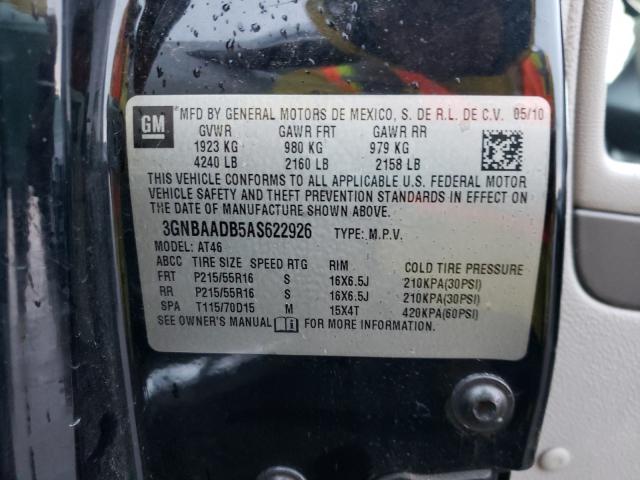 GM
MFD BY GENERAL MOTORS DE MEXICO, S. DE R.L. DE C.V. 05/10
GVWR GAWR FRT GAWR RR
1923 KG 980 KG 979 KG
4240 LB 2160 LB 2158 LB
THIS VEHICLE CONFORMS TO ALL APPLICABLE U.S. FEDERAL MOTOR
VEHICLE SAFETY AND THEFT PREVENTION STANDARDS IN EFFECT ON
THE DATE OF MANUFACTURE SHOWN ABOVE.
3GNBAADB5AS622926 TYPE: M.P.V.
MODEL: AT46
ABCC TIRE SIZE SPEED RTG RIM COLD TIRE PRESSURE
FRT P215/55R16 S 16X6.5J 210KPA(30PSI)
RR P215/55R16 S 16X6.5J 210KPA(30PSI)
SPA T115/70D15 M 15X4T 420KPA(60PSI)
SEE OWNER'S MANUAL FOR MORE INFORMATION.